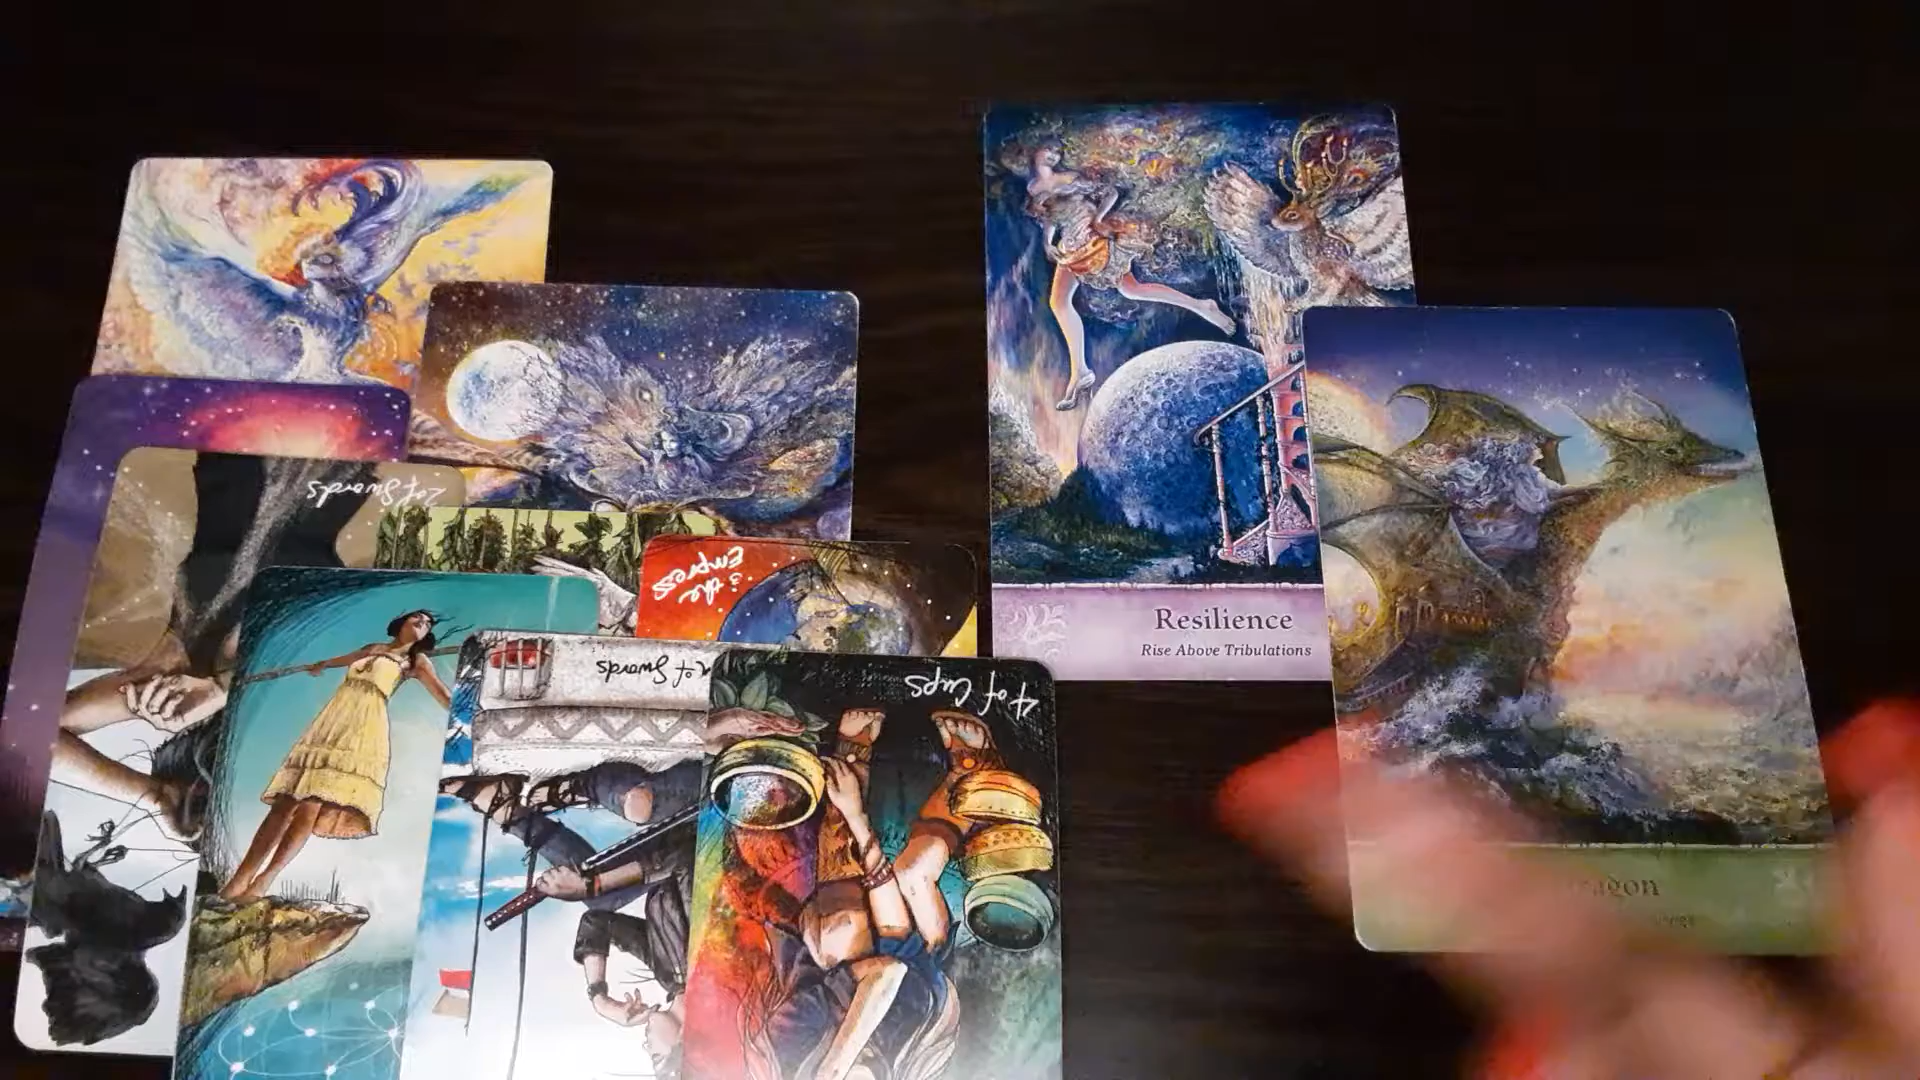 2 of Swords
3: the
Empress
of Swords
4 of Cups
Resilience
Rise Above Tribulations